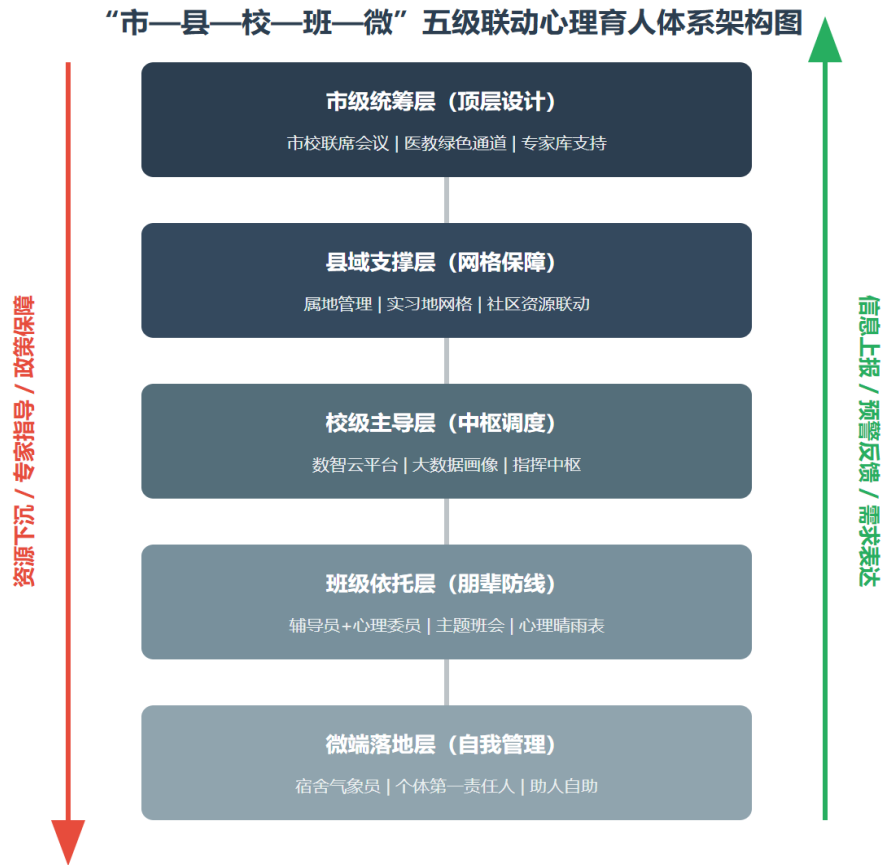 “市—县—校—班—微”五级联动心理育人体系架构图
市级统筹层（顶层设计）
市校联席会议 | 医教绿色通道 | 专家库支持
县域支撑层（网格保障）
属地管理 | 实习地网格 | 社区资源联动
校级主导层（中枢调度）
数智云平台 | 大数据画像 | 指挥中枢
班级依托层（朋辈防线）
辅导员+心理委员 | 主题班会 | 心理晴雨表
微端落地层（自我管理）
宿舍气象员 | 个体第一责任人 | 助人自助
资源下沉 / 专家指导 / 政策保障
信息上报 / 预警反馈 / 需求表达